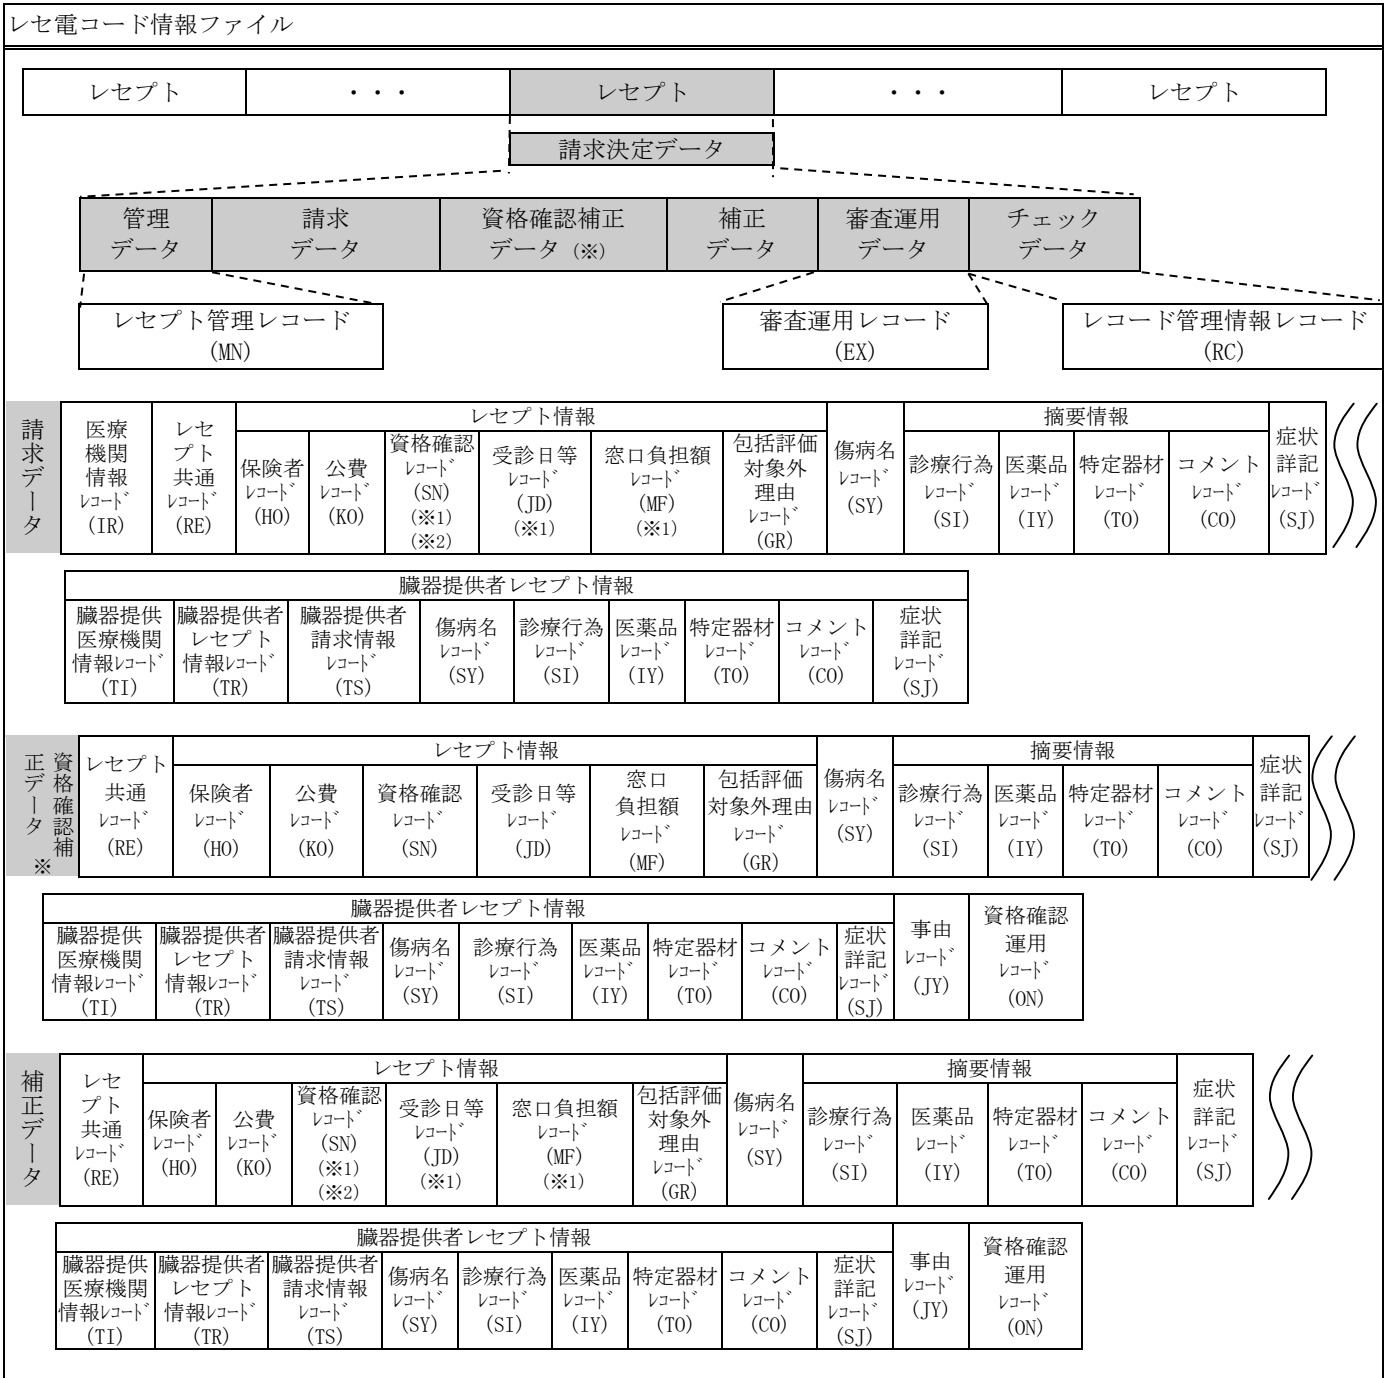 レセ電コード情報ファイル
レセプト
・・・
レセプト
・・・
レセプト
請求決定データ
管理
データ
請求
データ
資格確認補正
データ（※）
補正
データ
審査運用
データ
チェック
データ
レセプト管理レコード
(MN)
審査運用レコード
(EX)
レコード管理情報レコード
(RC)
請求データ
医療
機関
情報
ﾚｺｰﾄﾞ
(IR)
レセ
プト
共通
ﾚｺｰﾄﾞ
(RE)
レセプト情報
保険者
ﾚｺｰﾄﾞ
(HO)
公費
ﾚｺｰﾄﾞ
(KO)
資格確認
ﾚｺｰﾄﾞ
(SN)
(※1)
(※2)
受診日等
ﾚｺｰﾄﾞ
(JD)
(※1)
窓口負担額
ﾚｺｰﾄﾞ
(MF)
(※1)
包括評価
対象外
理由
ﾚｺｰﾄﾞ
(GR)
傷病名
ﾚｺｰﾄﾞ
(SY)
摘要情報
診療行為
ﾚｺｰﾄﾞ
(SI)
医薬品
ﾚｺｰﾄﾞ
(IY)
特定器材
ﾚｺｰﾄﾞ
(TO)
コメント
ﾚｺｰﾄﾞ
(CO)
症状
詳記
ﾚｺｰﾄﾞ
(SJ)
臓器提供者レセプト情報
臓器提供
医療機関
情報ﾚｺｰﾄﾞ
(TI)
臓器提供者
レセプト
情報ﾚｺｰﾄﾞ
(TR)
臓器提供者
請求情報
ﾚｺｰﾄﾞ
(TS)
傷病名
ﾚｺｰﾄﾞ
(SY)
診療行為
ﾚｺｰﾄﾞ
(SI)
医薬品
ﾚｺｰﾄﾞ
(IY)
特定器材
ﾚｺｰﾄﾞ
(TO)
コメント
ﾚｺｰﾄﾞ
(CO)
症状
詳記
ﾚｺｰﾄﾞ
(SJ)
資格確認補
正データ ※
レセプト
共通
ﾚｺｰﾄﾞ
(RE)
レセプト情報
保険者
ﾚｺｰﾄﾞ
(HO)
公費
ﾚｺｰﾄﾞ
(KO)
資格確認
ﾚｺｰﾄﾞ
(SN)
受診日等
ﾚｺｰﾄﾞ
(JD)
窓口
負担額
ﾚｺｰﾄﾞ
(MF)
包括評価
対象外理由
ﾚｺｰﾄﾞ
(GR)
傷病名
ﾚｺｰﾄﾞ
(SY)
摘要情報
診療行為
ﾚｺｰﾄﾞ
(SI)
医薬品
ﾚｺｰﾄﾞ
(IY)
特定器材
ﾚｺｰﾄﾞ
(TO)
コメント
ﾚｺｰﾄﾞ
(CO)
症状
詳記
ﾚｺｰﾄﾞ
(SJ)
臓器提供者レセプト情報
臓器提供
医療機関
情報ﾚｺｰﾄﾞ
(TI)
臓器提供者
レセプト
情報ﾚｺｰﾄﾞ
(TR)
臓器提供者
請求情報
ﾚｺｰﾄﾞ
(TS)
傷病名
ﾚｺｰﾄﾞ
(SY)
診療行為
ﾚｺｰﾄﾞ
(SI)
医薬品
ﾚｺｰﾄﾞ
(IY)
特定器材
ﾚｺｰﾄﾞ
(TO)
コメント
ﾚｺｰﾄﾞ
(CO)
症状
詳記
ﾚｺｰﾄﾞ
(SJ)
事由
ﾚｺｰﾄﾞ
(JY)
資格確認
運用
ﾚｺｰﾄﾞ
(ON)
補正データ
レセ
プト
共通
ﾚｺｰﾄﾞ
(RE)
レセプト情報
保険者
ﾚｺｰﾄﾞ
(HO)
公費
ﾚｺｰﾄﾞ
(KO)
資格確認
ﾚｺｰﾄﾞ
(SN)
(※1)
(※2)
受診日等
ﾚｺｰﾄﾞ
(JD)
(※1)
窓口負担額
ﾚｺｰﾄﾞ
(MF)
(※1)
包括評価
対象外
理由
ﾚｺｰﾄﾞ
(GR)
傷病名
ﾚｺｰﾄﾞ
(SY)
摘要情報
診療行為
ﾚｺｰﾄﾞ
(SI)
医薬品
ﾚｺｰﾄﾞ
(IY)
特定器材
ﾚｺｰﾄﾞ
(TO)
コメント
ﾚｺｰﾄﾞ
(CO)
症状
詳記
ﾚｺｰﾄﾞ
(SJ)
臓器提供者レセプト情報
臓器提供
医療機関
情報ﾚｺｰﾄﾞ
(TI)
臓器提供者
レセプト
情報ﾚｺｰﾄﾞ
(TR)
臓器提供者
請求情報
ﾚｺｰﾄﾞ
(TS)
傷病名
ﾚｺｰﾄﾞ
(SY)
診療行為
ﾚｺｰﾄﾞ
(SI)
医薬品
ﾚｺｰﾄﾞ
(IY)
特定器材
ﾚｺｰﾄﾞ
(TO)
コメント
ﾚｺｰﾄﾞ
(CO)
症状
詳記
ﾚｺｰﾄﾞ
(SJ)
事由
ﾚｺｰﾄﾞ
(JY)
資格確認
運用
ﾚｺｰﾄﾞ
(ON)